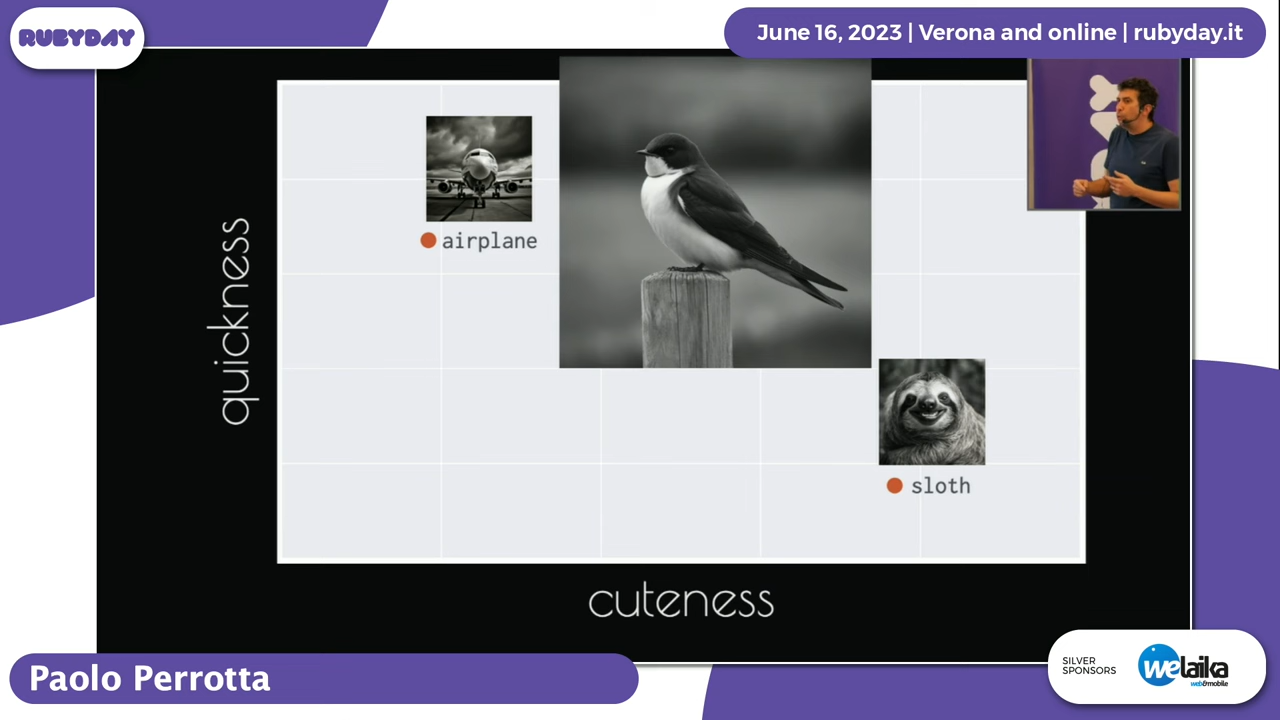 RUBYDAY
June 16, 2023 | Verona and online | rubyday.it
quickness
airplane
sloth
cuteness
Paolo Perrotta
SILVER
SPONSORS
welaika
web&mobile